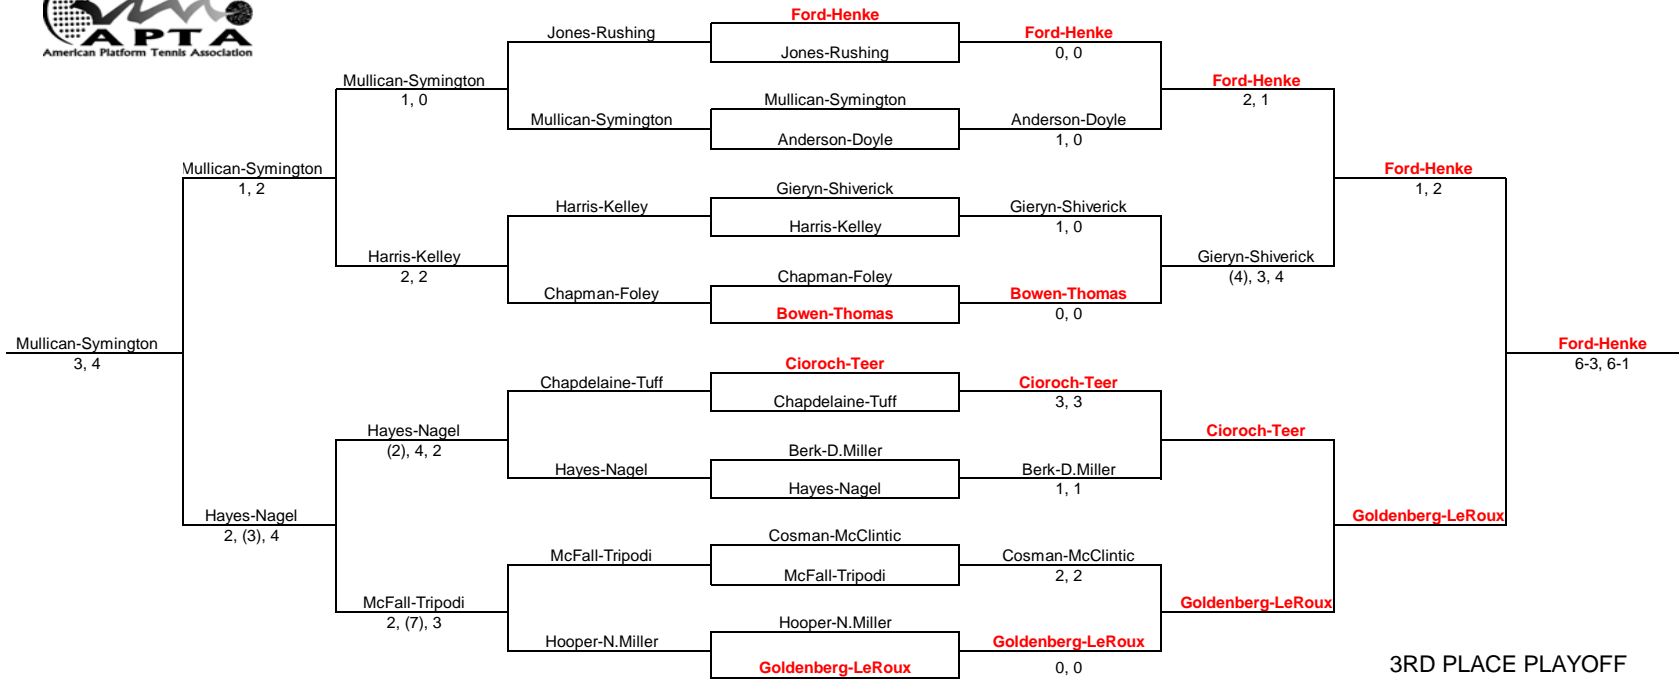 APTA
American Platform Tennis Association
Ford-Henke
Jones-Rushing
Ford-Henke
Jones-Rushing
0, 0
Mullican-Symington
Ford-Henke
1, 0
2, 1
Mullican-Symington
Mullican-Symington
Anderson-Doyle
Anderson-Doyle
1, 0
Mullican-Symington
Ford-Henke
1, 2
1, 2
Gieryn-Shiverick
Harris-Kelley
Gieryn-Shiverick
Harris-Kelley
1, 0
Harris-Kelley
Gieryn-Shiverick
2, 2
(4), 3, 4
Chapman-Foley
Chapman-Foley
Bowen-Thomas
Bowen-Thomas
0, 0
Mullican-Symington
Ford-Henke
3, 4
6-3, 6-1
Cioroch-Teer
Chapdelaine-Tuff
Cioroch-Teer
Chapdelaine-Tuff
3, 3
Hayes-Nagel
Cioroch-Teer
(2), 4, 2
Berk-D.Miller
Hayes-Nagel
Berk-D.Miller
Hayes-Nagel
1, 1
Hayes-Nagel
Goldenberg-LeRoux
2, (3), 4
Cosman-McClintic
McFall-Tripodi
Cosman-McClintic
McFall-Tripodi
2, 2
McFall-Tripodi
Goldenberg-LeRoux
2, (7), 3
Hooper-N.Miller
Hooper-N.Miller
Goldenberg-LeRoux
Goldenberg-LeRoux
0, 0
3RD PLACE PLAYOFF